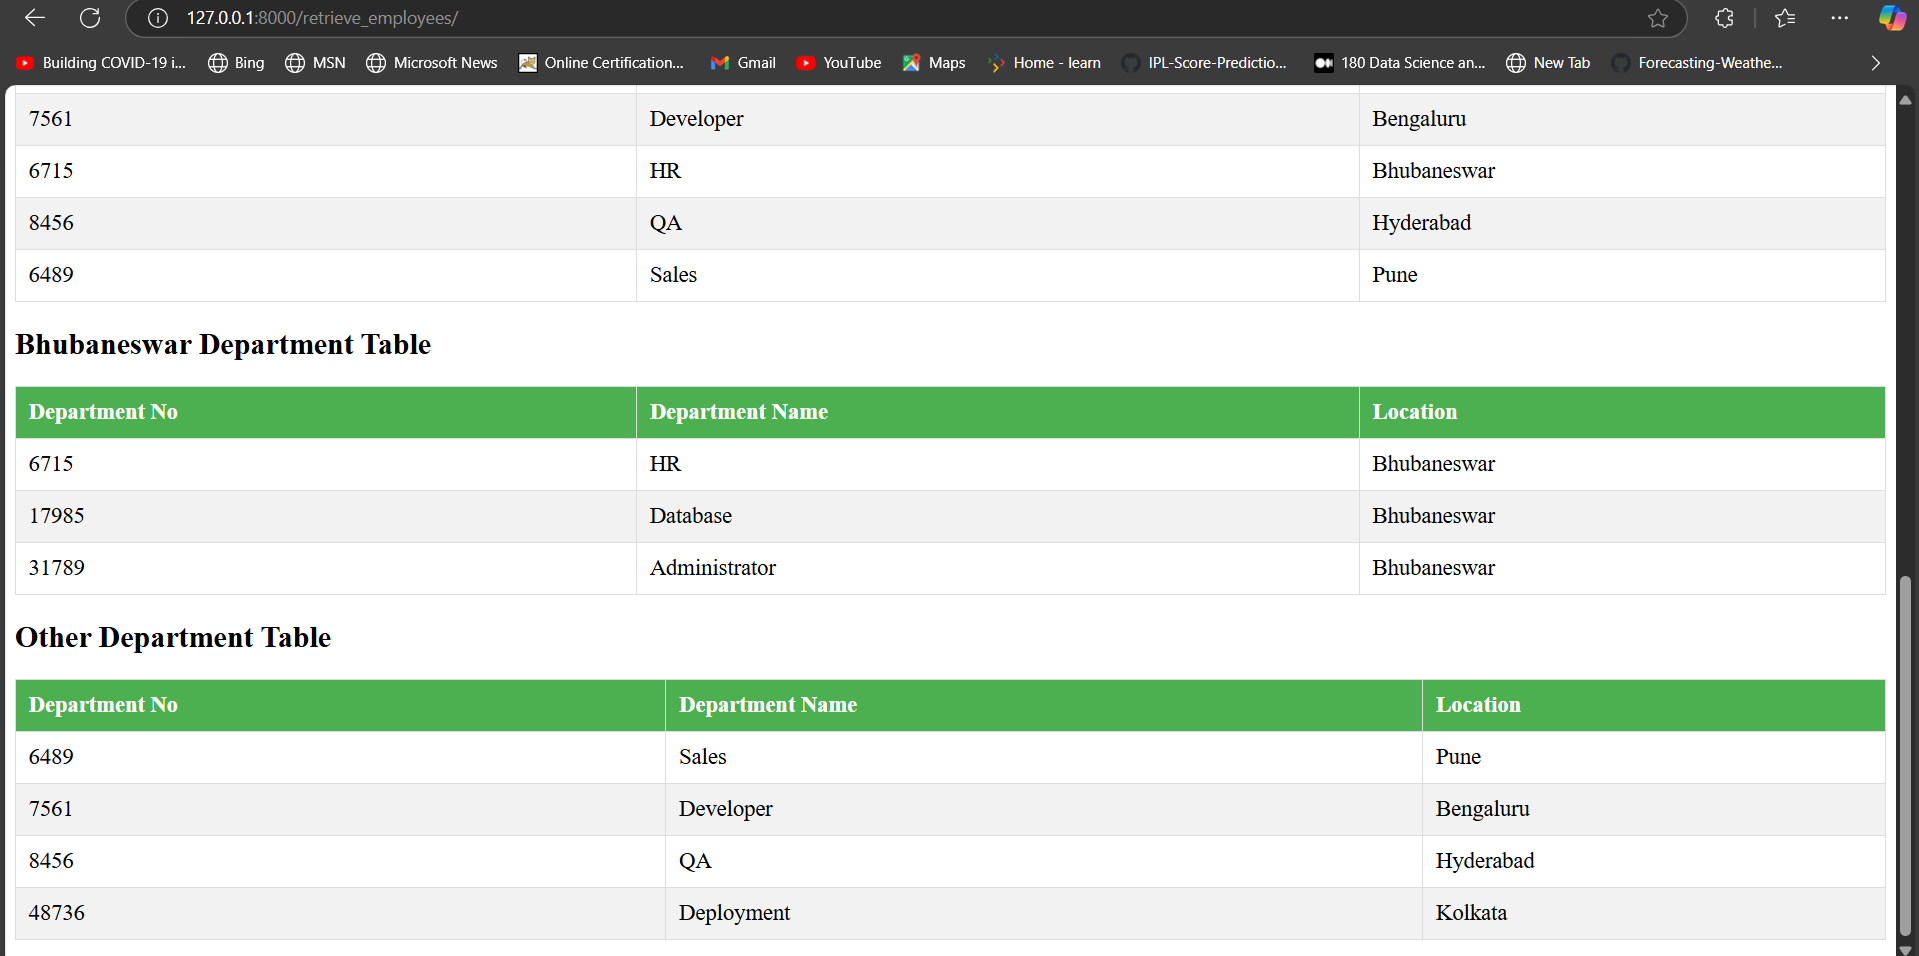 127.0.0.1:8000/retrieve_employees/
Building COVID-19 i... Bing MSN Microsoft News Online Certification... Gmail YouTube Maps Home - learn IPL-Score-Predictio... 180 Data Science an... New Tab Forecasting-Weathe...
7561 Developer Bengaluru
6715 HR Bhubaneswar
8456 QA Hyderabad
6489 Sales Pune
Bhubaneswar Department Table
Department No Department Name Location
6715 HR Bhubaneswar
17985 Database Bhubaneswar
31789 Administrator Bhubaneswar
Other Department Table
Department No Department Name Location
6489 Sales Pune
7561 Developer Bengaluru
8456 QA Hyderabad
48736 Deployment Kolkata